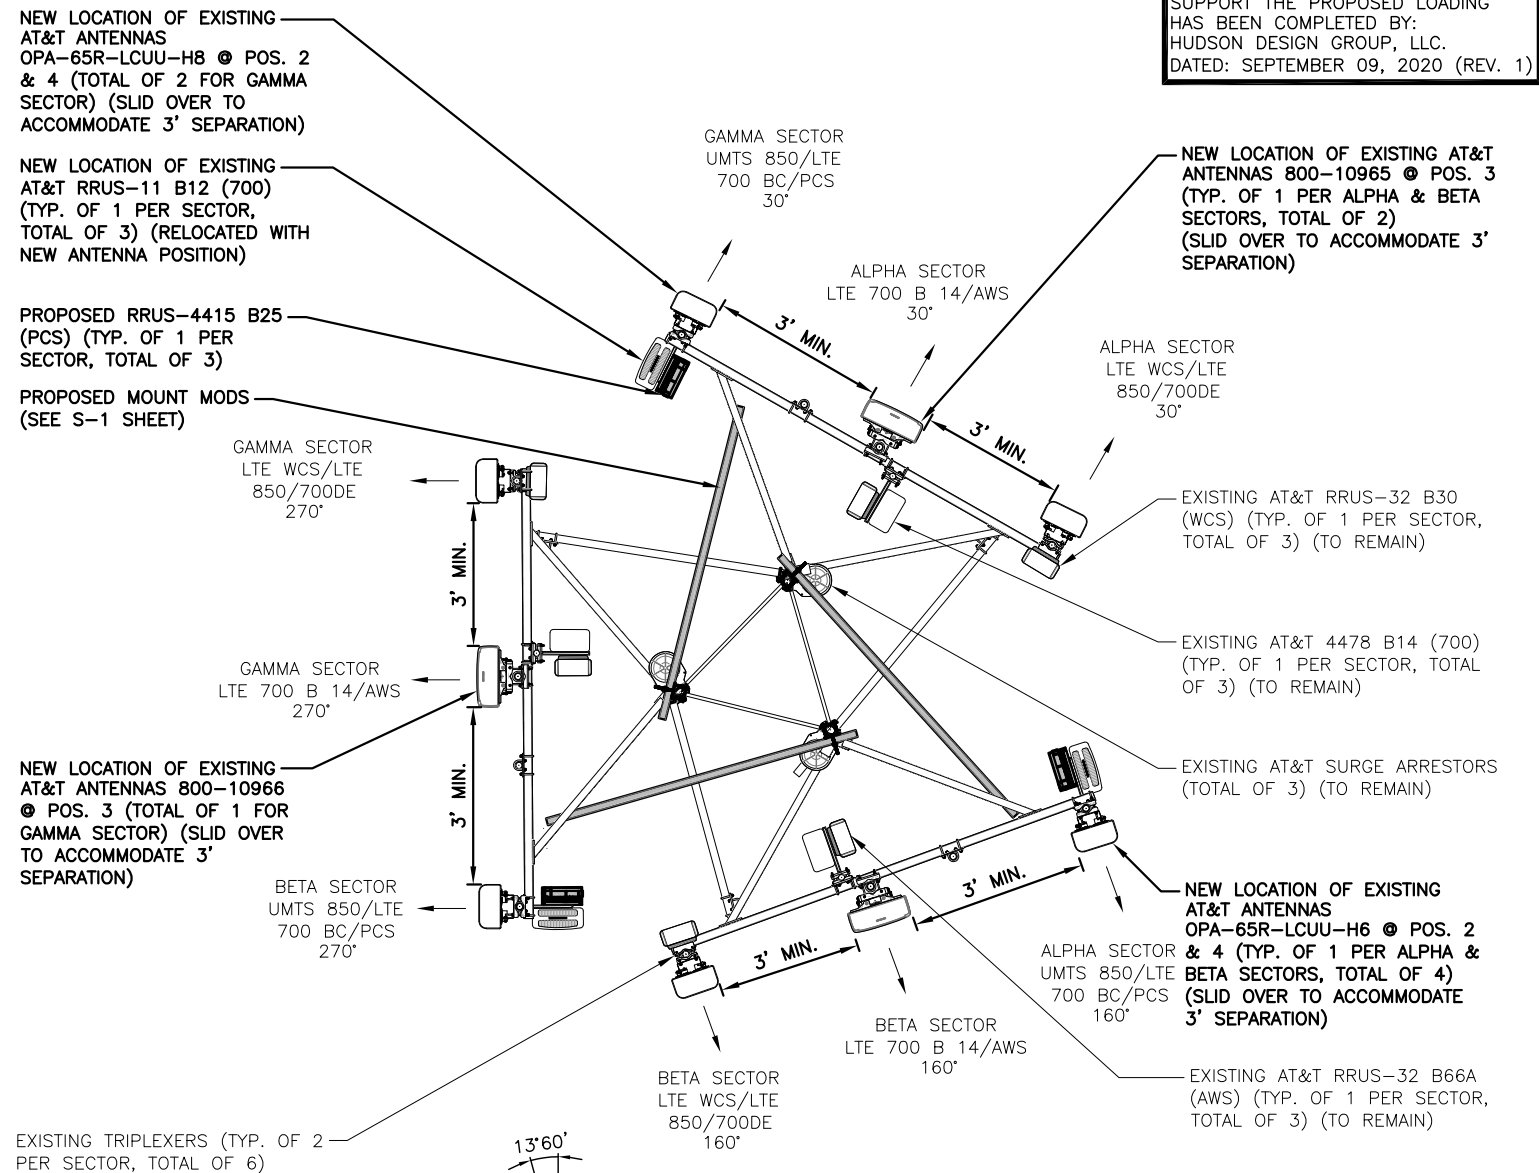 SUPPORT THE PROPOSED LOADING
HAS BEEN COMPLETED BY:
HUDSON DESIGN GROUP, LLC.
DATED: SEPTEMBER 09, 2020 (REV. 1)
NEW LOCATION OF EXISTING
AT&T ANTENNAS
OPA-65R-LCUU-H8 @ POS. 2
& 4 (TOTAL OF 2 FOR GAMMA
SECTOR) (SLID OVER TO
ACCOMMODATE 3' SEPARATION)
NEW LOCATION OF EXISTING
AT&T RRUS-11 B12 (700)
(TYP. OF 1 PER SECTOR,
TOTAL OF 3) (RELOCATED WITH
NEW ANTENNA POSITION)
PROPOSED RRUS-4415 B25
(PCS) (TYP. OF 1 PER
SECTOR, TOTAL OF 3)
PROPOSED MOUNT MODS
(SEE S-1 SHEET)
GAMMA SECTOR
UMTS 850/LTE
700 BC/PCS
30°
ALPHA SECTOR
LTE 700 B 14/AWS
30°
ALPHA SECTOR
LTE WCS/LTE
850/700DE
30°
NEW LOCATION OF EXISTING AT&T
ANTENNAS 800-10965 @ POS. 3
(TYP. OF 1 PER ALPHA & BETA
SECTORS, TOTAL OF 2)
(SLID OVER TO ACCOMMODATE 3'
SEPARATION)
3' MIN.
3' MIN.
GAMMA SECTOR
LTE WCS/LTE
850/700DE
270°
3' MIN.
EXISTING AT&T RRUS-32 B30
(WCS) (TYP. OF 1 PER SECTOR,
TOTAL OF 3) (TO REMAIN)
EXISTING AT&T 4478 B14 (700)
(TYP. OF 1 PER SECTOR, TOTAL
OF 3) (TO REMAIN)
GAMMA SECTOR
LTE 700 B 14/AWS
270°
EXISTING AT&T SURGE ARRESTORS
(TOTAL OF 3) (TO REMAIN)
NEW LOCATION OF EXISTING
AT&T ANTENNAS 800-10966
@ POS. 3 (TOTAL OF 1 FOR
GAMMA SECTOR) (SLID OVER
TO ACCOMMODATE 3'
SEPARATION)
3' MIN.
BETA SECTOR
UMTS 850/LTE
700 BC/PCS
270°
3' MIN.
3' MIN.
NEW LOCATION OF EXISTING
AT&T ANTENNAS
OPA-65R-LCUU-H6 @ POS. 2
& 4 (TYP. OF 1 PER ALPHA &
BETA SECTORS, TOTAL OF 4)
(SLID OVER TO ACCOMMODATE
3' SEPARATION)
ALPHA SECTOR
UMTS 850/LTE
700 BC/PCS
160°
BETA SECTOR
LTE 700 B 14/AWS
160°
BETA SECTOR
LTE WCS/LTE
850/700DE
160°
EXISTING AT&T RRUS-32 B66A
(AWS) (TYP. OF 1 PER SECTOR,
TOTAL OF 3) (TO REMAIN)
EXISTING TRIPLEXERS (TYP. OF 2
PER SECTOR, TOTAL OF 6)
13°60'